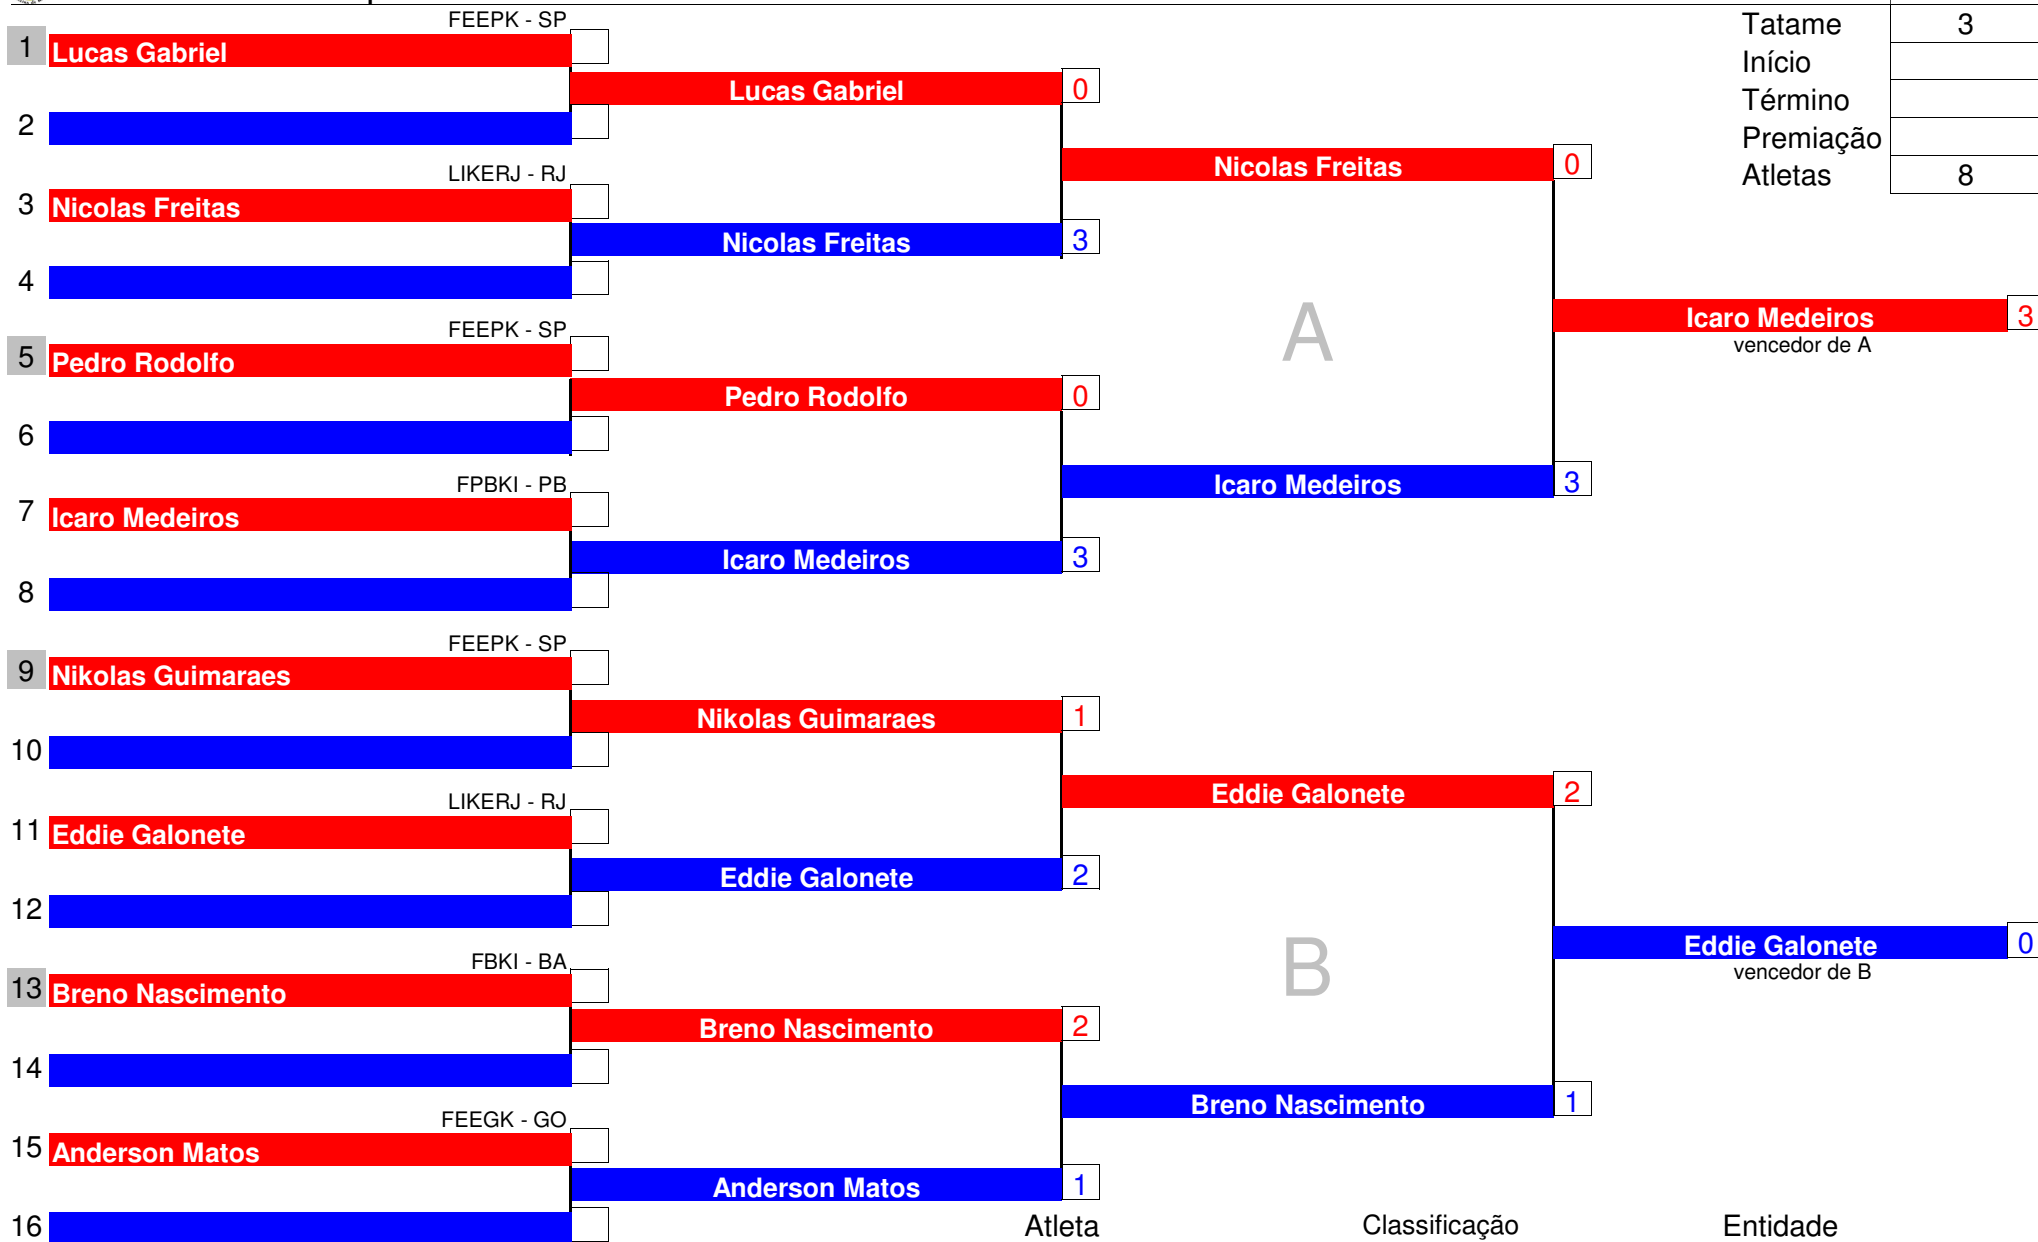 FEEPK - SP
Tatame 3
1 Lucas Gabriel
Início
Lucas Gabriel 0
Término
2
Premiação
Nicolas Freitas 0
LIKERJ - RJ
Atletas 8
3 Nicolas Freitas
Nicolas Freitas 3
4
A
Icaro Medeiros 3
vencedor de A
FEEPK - SP
5 Pedro Rodolfo
Pedro Rodolfo 0
6
Icaro Medeiros 3
FPBKI - PB
7 Icaro Medeiros
Icaro Medeiros 3
8
FEEPK - SP
9 Nikolas Guimaraes
Nikolas Guimaraes 1
10
Eddie Galonete 2
LIKERJ - RJ
11 Eddie Galonete
Eddie Galonete 2
12
B
Eddie Galonete 0
vencedor de B
FBKI - BA
13 Breno Nascimento
Breno Nascimento 2
14
Breno Nascimento 1
FEEGK - GO
15 Anderson Matos
Anderson Matos 1
16
Atleta Classificação Entidade